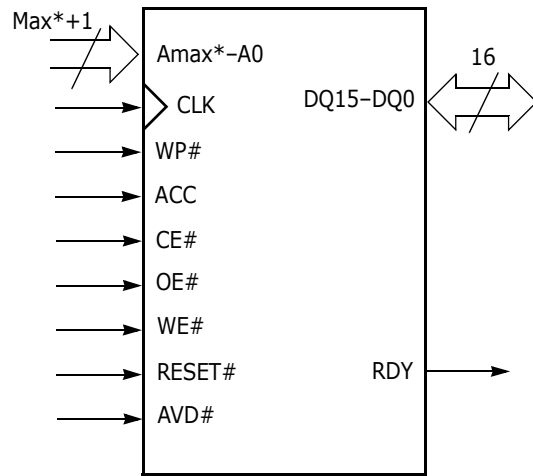 Max*+1
Amax*–A0
16
CLK
DQ15–DQ0
WP#
ACC
CE#
OE#
WE#
RESET#
RDY
AVD#